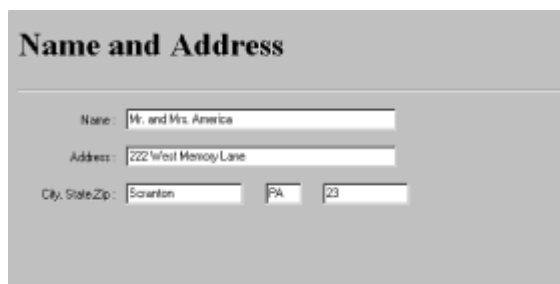 Name and Address
Name: Mr. and Mrs. America
Address: 222 West Memory Lane
City, State,Zip: Scranton PA 23